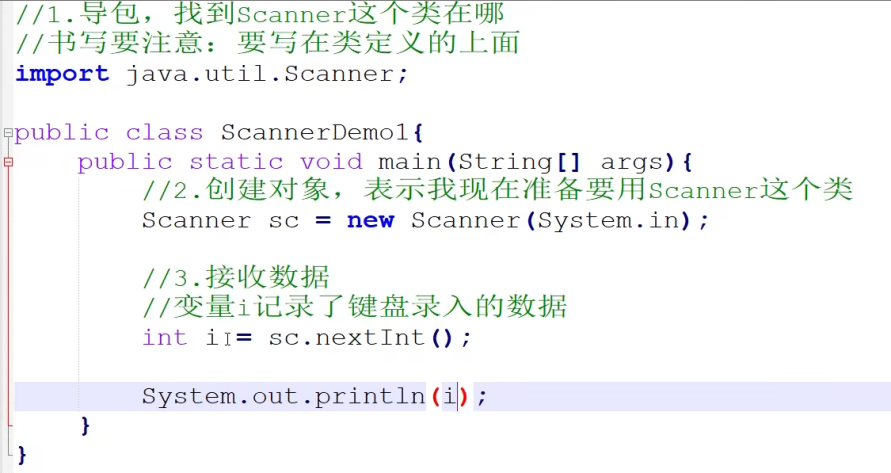 //1.导包，找到Scanner这个类在哪
//书写要注意：要写在类定义的上面
import java.util.Scanner;
public class ScannerDemo1{
public static void main(String[] args){
//2.创建对象，表示我现在准备要用Scanner这个类
Scanner sc = new Scanner(System.in);
//3.接收数据
//变量i记录了键盘录入的数据
int i = sc.nextInt();
System.out.println(i);
}
}